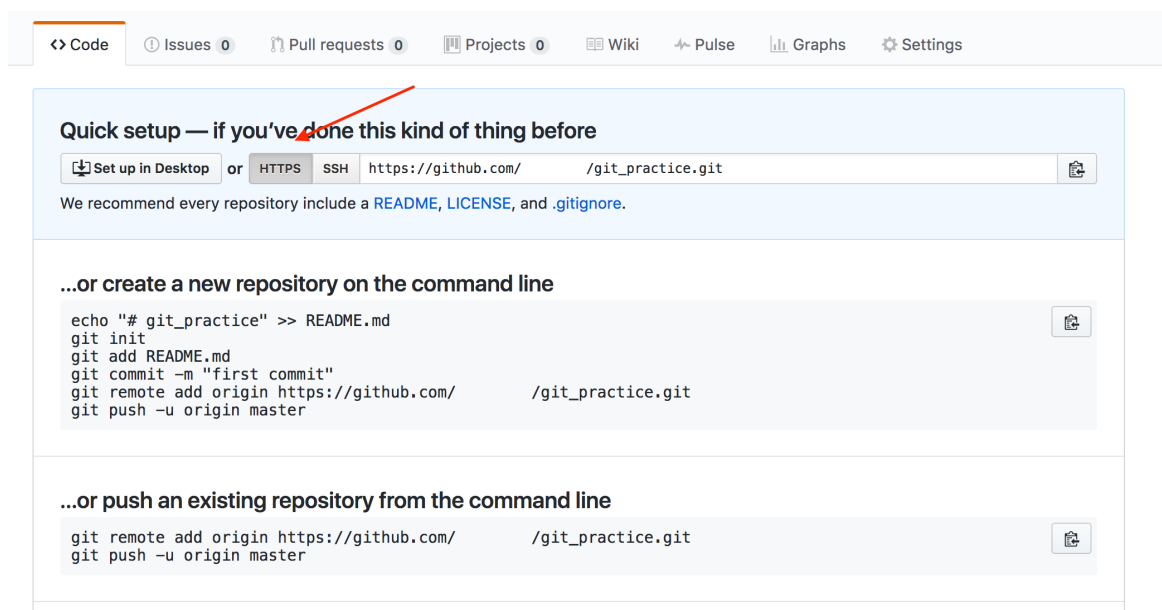 <> Code Issues 0 Pull requests 0 Projects 0 Wiki Pulse Graphs Settings
Quick setup — if you’ve done this kind of thing before
Set up in Desktop or HTTPS SSH https://github.com/ /git_practice.git
We recommend every repository include a README, LICENSE, and .gitignore.
…or create a new repository on the command line
echo "# git_practice" >> README.md
git init
git add README.md
git commit -m "first commit"
git remote add origin https://github.com/ /git_practice.git
git push -u origin master
…or push an existing repository from the command line
git remote add origin https://github.com/ /git_practice.git
git push -u origin master